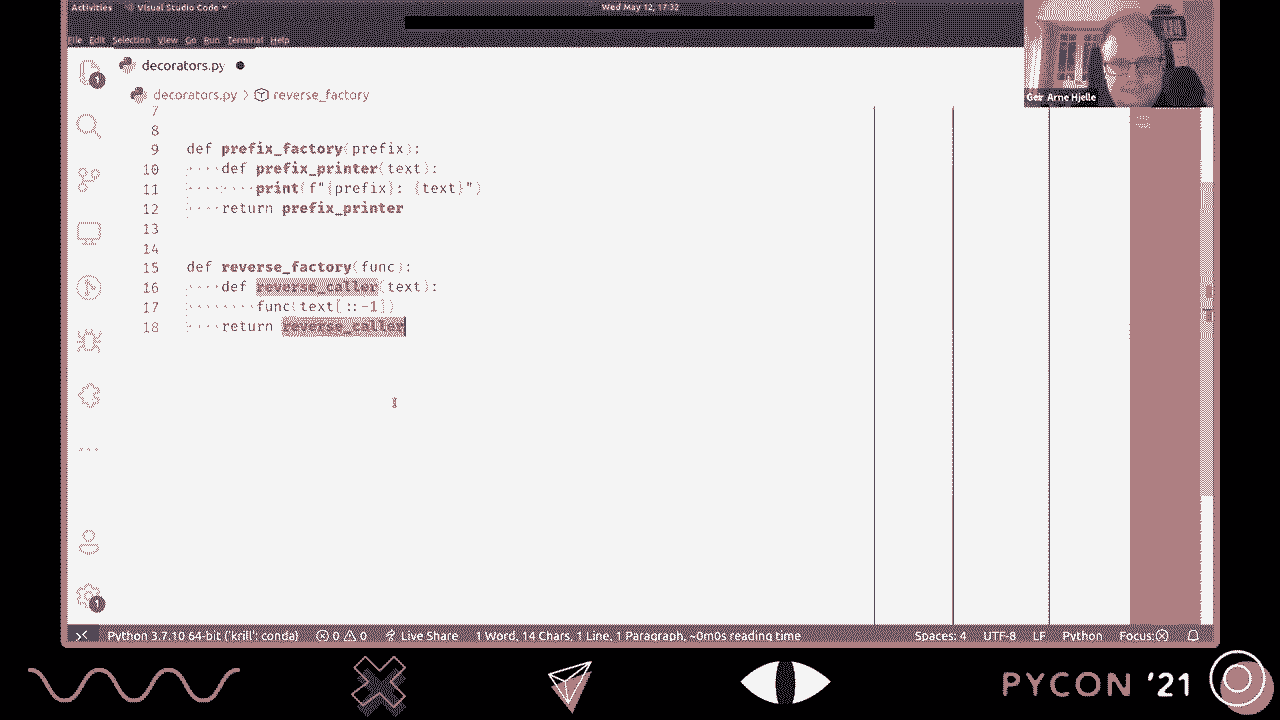 Activities Visual Studio Code Wed May 12, 17:32
File Edit Selection View Go Run Terminal Help
Geir Arne Hjelle
decorators.py
decorators.py > reverse_factory
7
8
9 def prefix_factory(prefix):
10 ····def prefix_printer(text):
11 ········print(f"{prefix}: {text}")
12 ····return prefix_printer
13
14
15 def reverse_factory(func):
16 ····def reverse_caller(text):
17 ········func(text[::-1])
18 ····return reverse_caller
1
1
Python 3.7.10 64-bit ('krill': conda) 0 0 Live Share 1 Word, 14 Chars, 1 Line, 1 Paragraph, ~0m0s reading time Spaces: 4 UTF-8 LF Python Focus:
PYCON '21